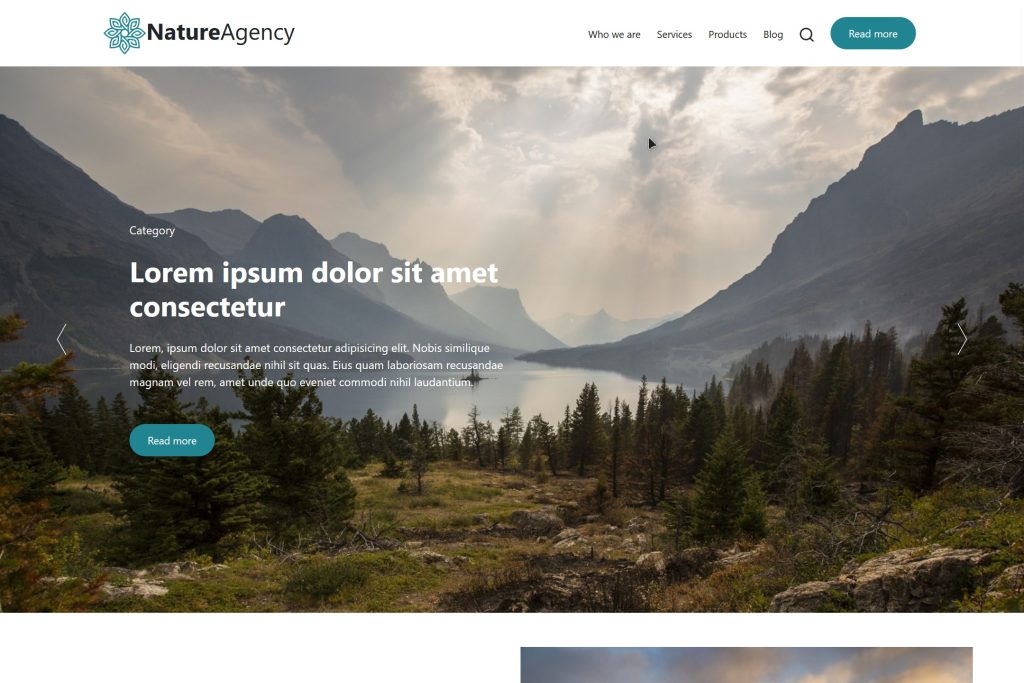 NatureAgency
Who we are
Services
Products
Blog
Read more
Category
Lorem ipsum dolor sit amet
consectetur
Lorem, ipsum dolor sit amet consectetur adipisicing elit. Nobis similique
modi, eligendi recusandae nihil sit quas. Eius quam laboriosam recusandae
magnam vel rem, amet unde quo eveniet commodi nihil laudantium.
Read more